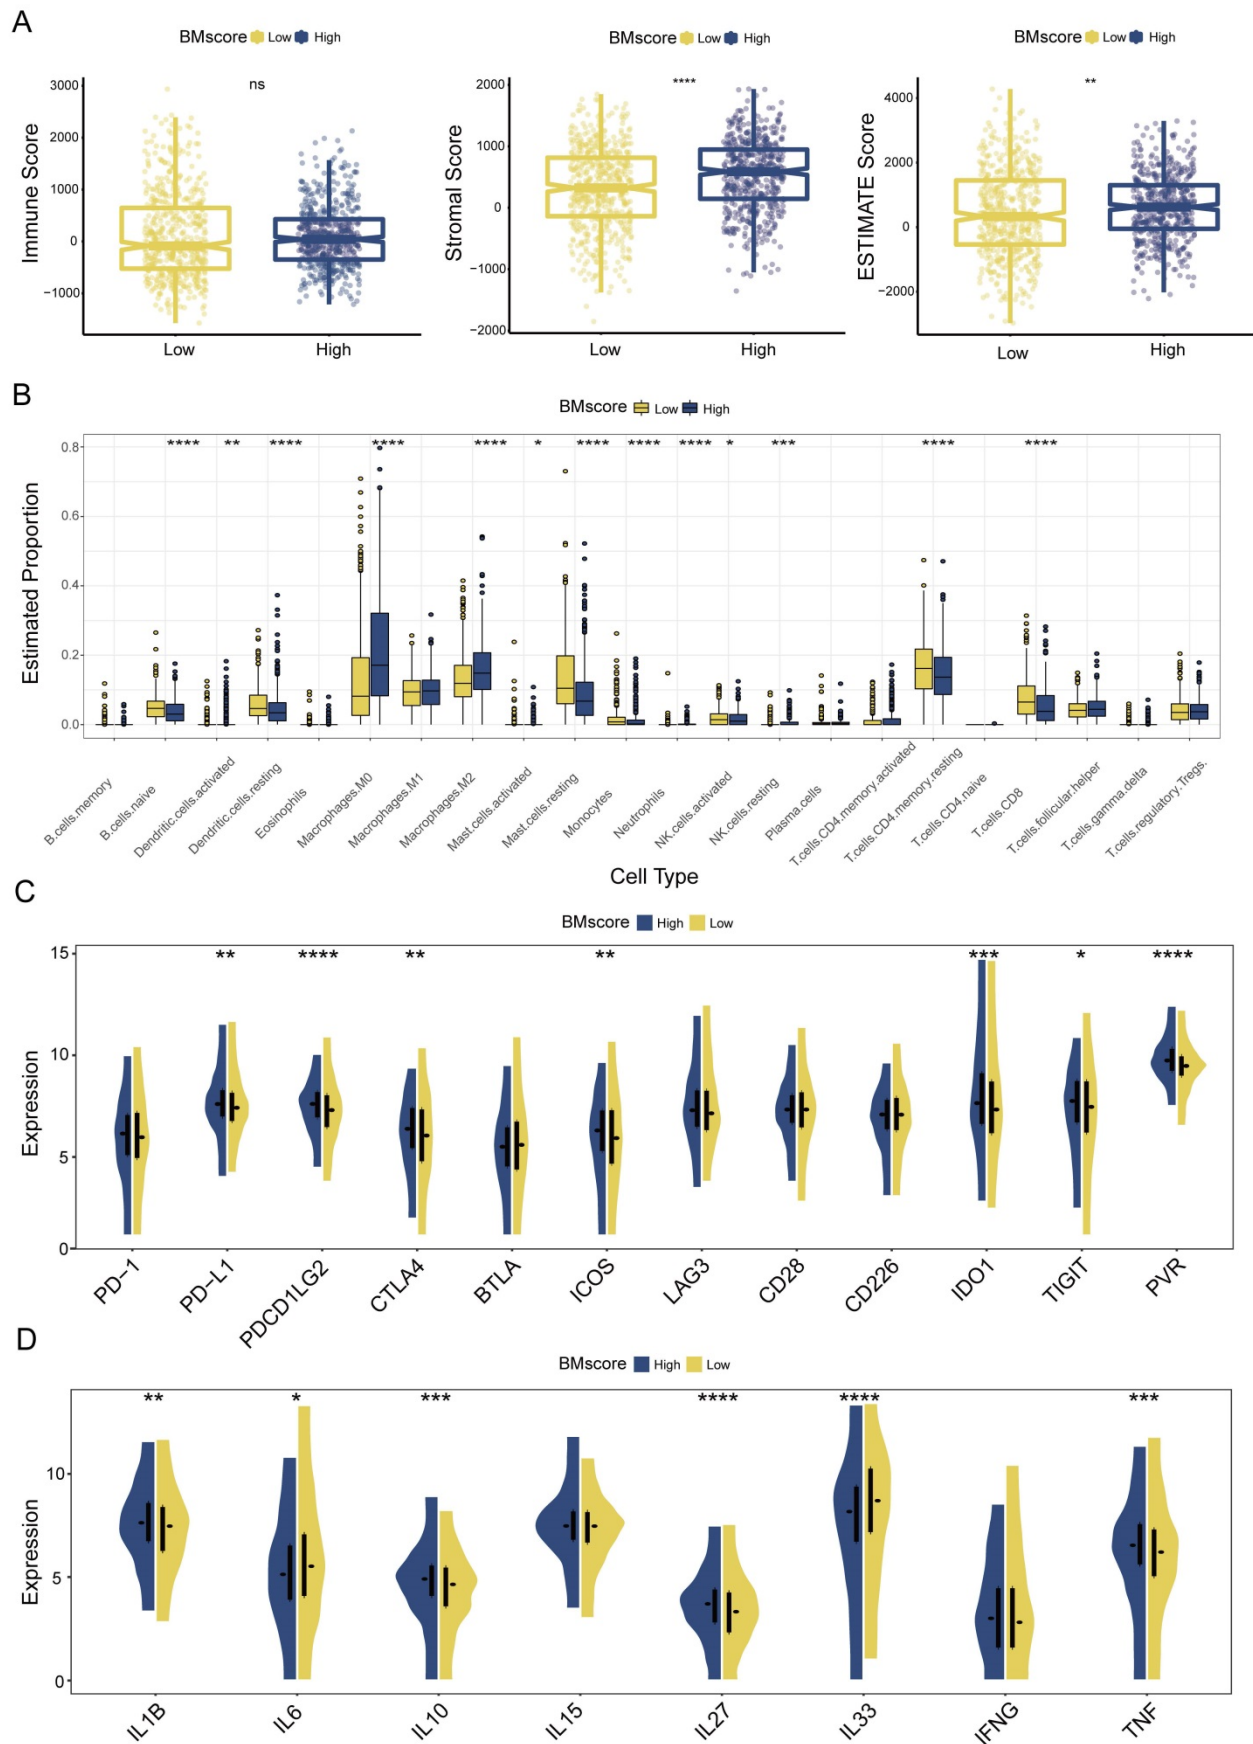 A
BMscore Low High
BMscore Low High
BMscore Low High
Immune Score
3000
2000
1000
0
−1000
ns
Low High
Stromal Score
2000
1000
0
−1000
−2000
****
Low High
ESTIMATE Score
4000
2000
0
−2000
**
Low High
B
BMscore Low High
Estimated Proportion
0.8
0.6
0.4
0.2
0.0
**** ** **** **** **** * **** **** **** * *** **** ****
B.cells.memory
B.cells.naive
Dendritic.cells.activated
Dendritic.cells.resting
Eosinophils
Macrophages.M0
Macrophages.M1
Macrophages.M2
Mast.cells.activated
Mast.cells.resting
Monocytes
Neutrophils
NK.cells.activated
NK.cells.resting
Plasma.cells
T.cells.CD4.memory.activated
T.cells.CD4.memory.resting
T.cells.CD4.naive
T.cells.CD8
T.cells.follicular.helper
T.cells.gamma.delta
T.cells.regulatory.Tregs.
Cell Type
C
BMscore High Low
Expression
15
10
5
0
** **** ** ** *** * ****
PD−1
PD−L1
PDCD1LG2
CTLA4
BTLA
ICOS
LAG3
CD28
CD226
IDO1
TIGIT
PVR
D
BMscore High Low
Expression
10
5
0
** * *** **** **** ***
IL1B
IL6
IL10
IL15
IL27
IL33
IFNG
TNF